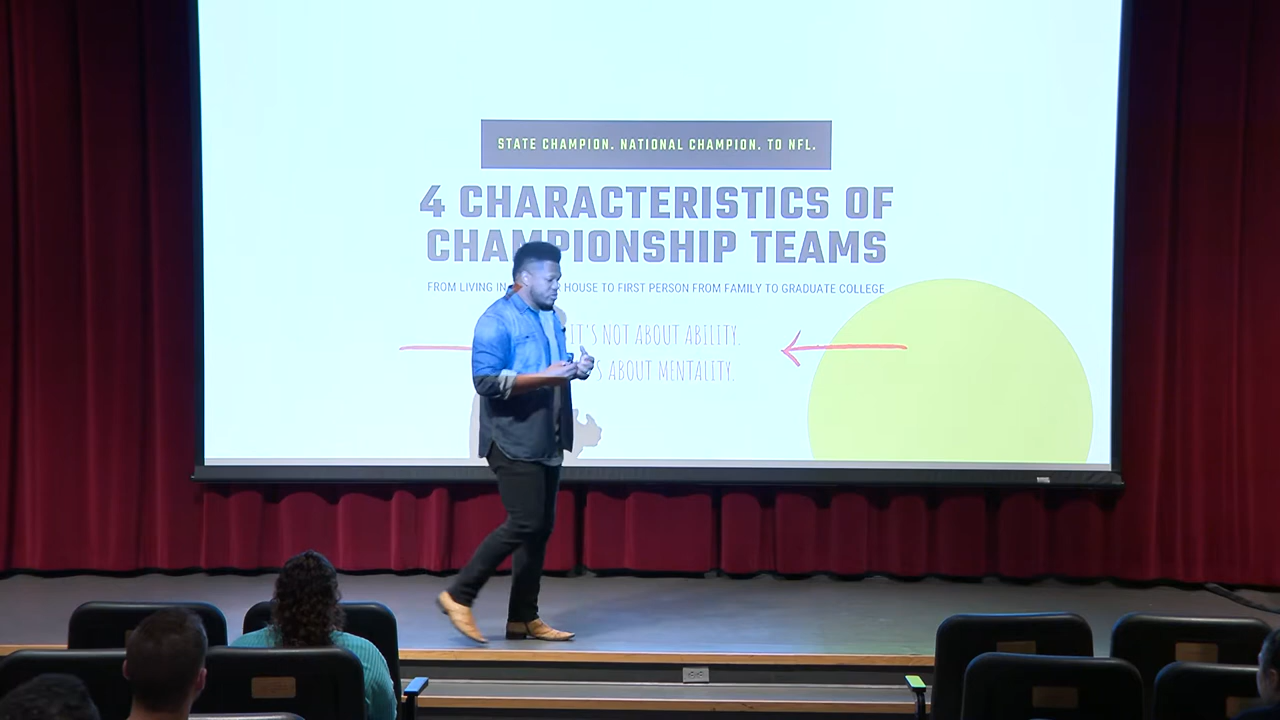 STATE CHAMPION. NATIONAL CHAMPION. TO NFL.
4 CHARACTERISTICS OF
CHAMPIONSHIP TEAMS
FROM LIVING IN HOUSE TO FIRST PERSON FROM FAMILY TO GRADUATE COLLEGE
IT'S NOT ABOUT ABILITY.
ABOUT MENTALITY.